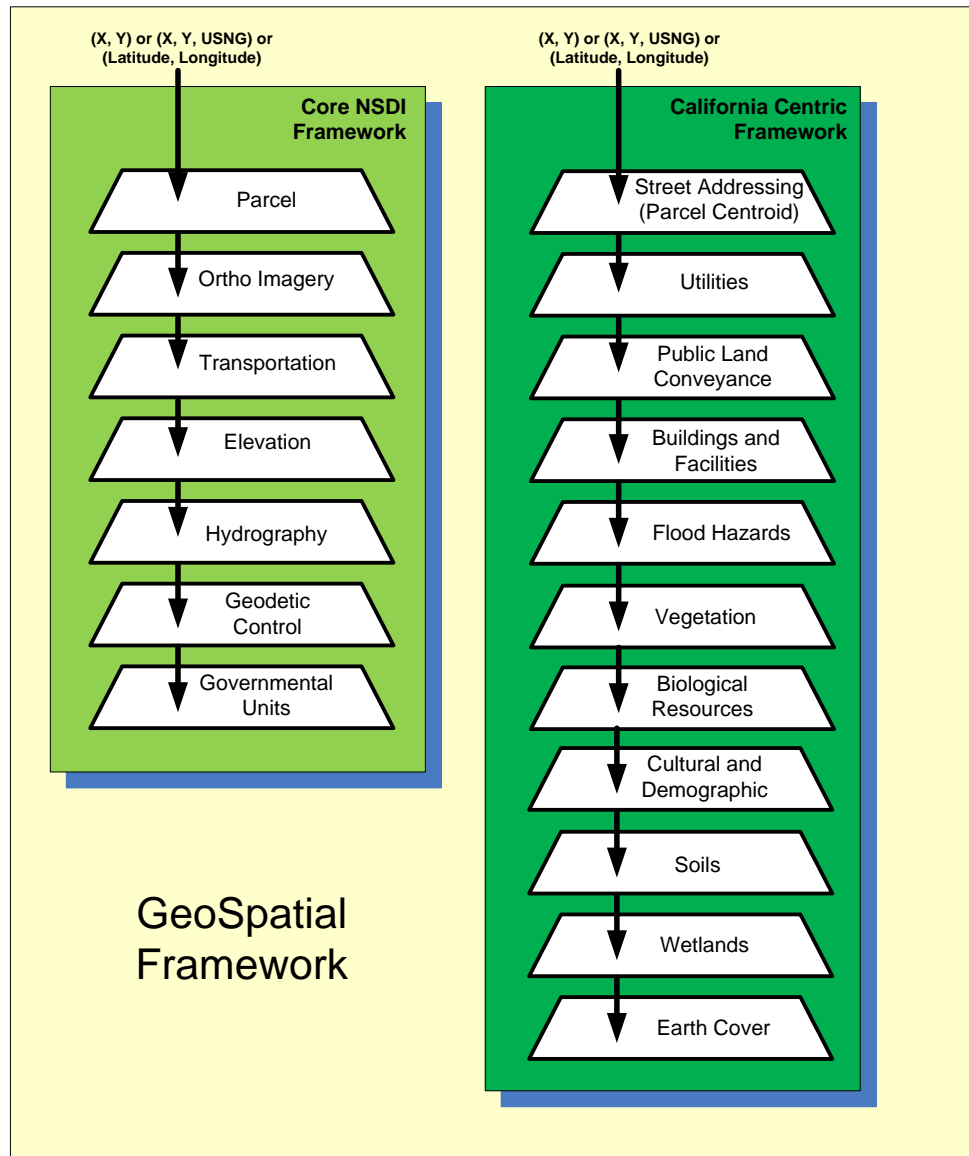 (X, Y) or (X, Y, USNG) or
(Latitude, Longitude)
Core NSDI
Framework
Parcel
Ortho Imagery
Transportation
Elevation
Hydrography
Geodetic
Control
Governmental
Units
GeoSpatial
Framework
(X, Y) or (X, Y, USNG) or
(Latitude, Longitude)
California Centric
Framework
Street Addressing
(Parcel Centroid)
Utilities
Public Land
Conveyance
Buildings and
Facilities
Flood Hazards
Vegetation
Biological
Resources
Cultural and
Demographic
Soils
Wetlands
Earth Cover